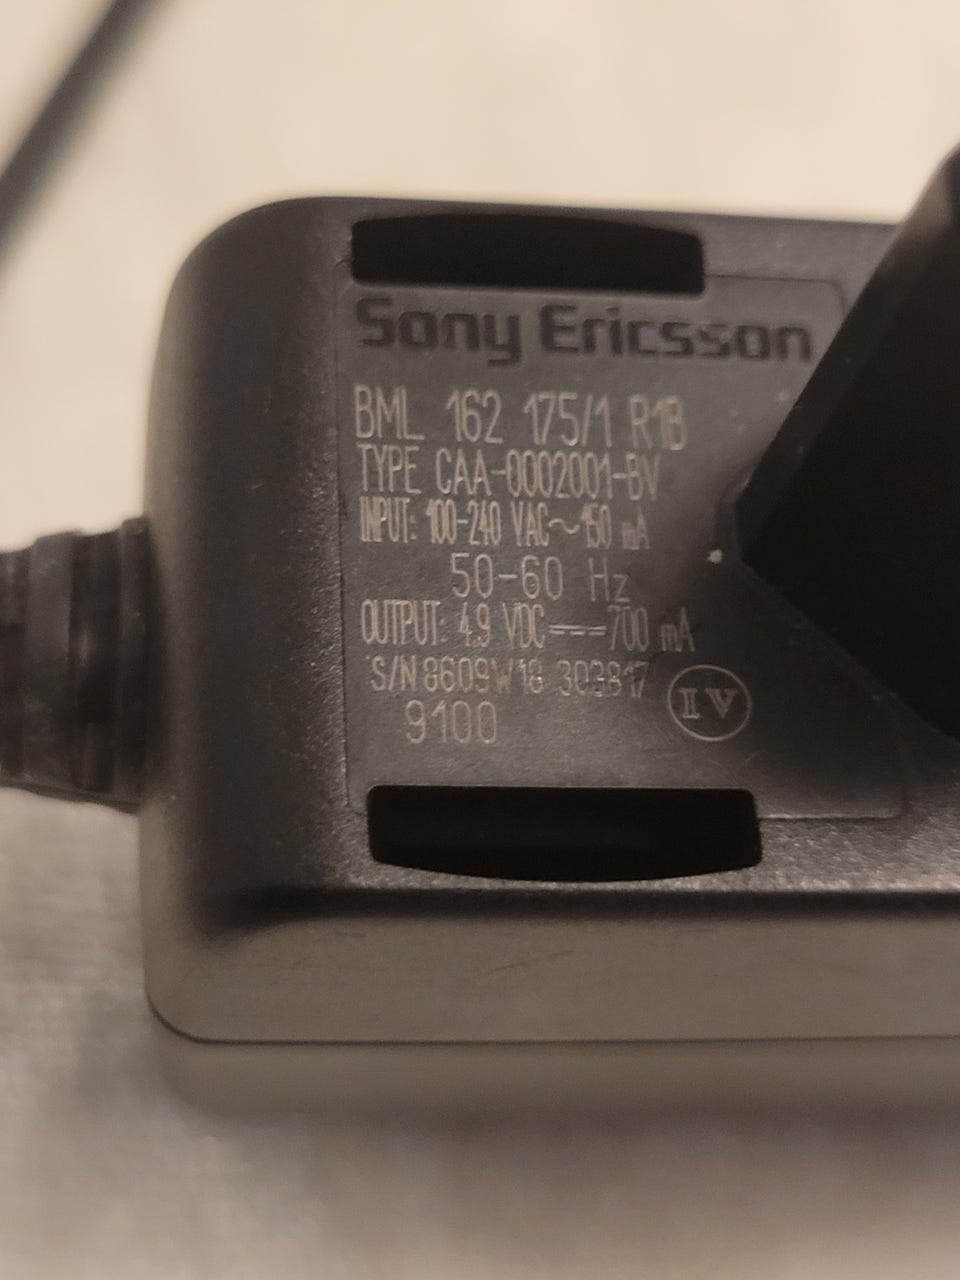 Sony Ericsson
BML 162 175/1 R1B
TYPE CAA-0002001-BV
INPUT: 100-240 VAC~150 mA
50-60 Hz
OUTPUT: 4.9 VDC⎓700 mA
S/N 8609W18 303817
9100
IV